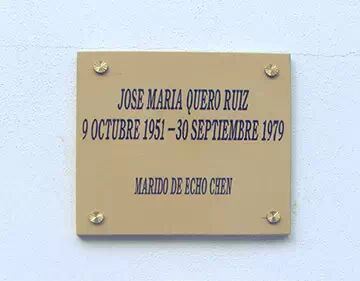 JOSE MARIA QUERO RUIZ
9 OCTUBRE 1951 – 30 SEPTIEMBRE 1979
MARIDO DE ECHO CHEN